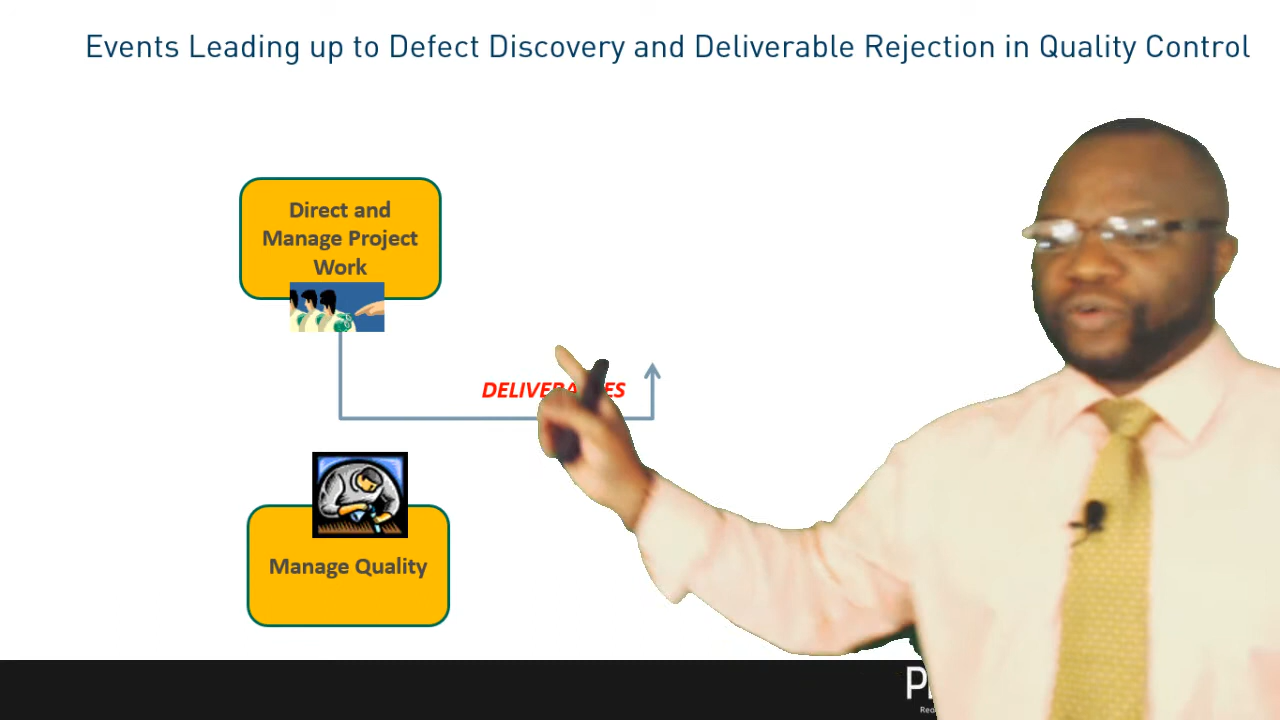 Events Leading up to Defect Discovery and Deliverable Rejection in Quality Control
Direct and
Manage Project
Work
Manage Quality